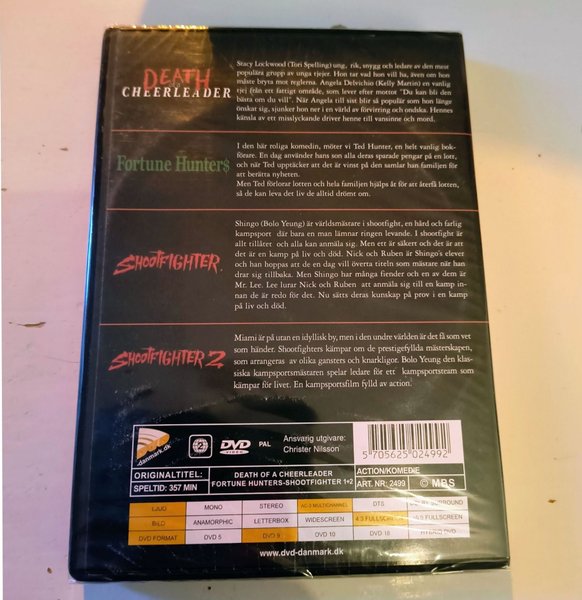 DEATH
OF A
CHEERLEADER
Stacy Lockwood (Tori Spelling) ung, rik, snygg och ledare av den mest
populära grupp av unga tjejer. Hon tar vad hon vill ha, även om hon
måste bryta mot reglerna. Angela Delvichio (Kelly Martin) en vanlig
tjej från ett fattigt område, som lever efter mottot "Du kan bli den
bästa om du vill". När Angela till sist blir så populär som hon länge
önskat sig, sjunker hon ner i en värld av förvirring och ondska. Hennes
känsla av ett misslyckande driver henne till vansinne och mord.
Fortune Hunter$
I den här roliga komedin, möter vi Ted Hunter, en helt vanlig bok-
förare. En dag använder hans son alla deras sparade pengar på en lott,
och när Ted upptäcker att det är vinst på den samlar han familjen för
att berätta nyheten.
Men Ted förlorar lotten och hela familjen hjälps åt för att återfå lotten,
så de kan leva det liv de alltid drömt om.
SHOOTFIGHTER
Shingo (Bolo Yeung) är världsmästare i shootfight, en hård och farlig
kampsport där bara en man lämnar ringen levande. I shootfight är
allt tillåtet och alla kan anmäla sig. Men ett är säkert och det är att
det är en kamp på liv och död. Nick och Ruben är Shingo's elever
och han hoppas att de en dag vill överta titeln som mästare när han
drar sig tillbaka. Men Shingo har många fiender och en av dem är
Mr. Lee. Lee lurar Nick och Ruben att anmäla sig till en kamp in-
nan de är redo för det. Nu sätts deras kunskap på prov i en kamp
på liv och död.
SHOOTFIGHTER 2
Miami är på utan en idyllisk by, men i den undre världen är det få som vet
som händer. Shootfighters kämpar om de prestigefyllda mästerskapen,
som arrangeras av olika gansters och knarkligor. Bolo Yeung den klas-
siska kampsportsmästaren spelar ledare för ett kampsportsteam som
kämpar för livet. En kampsportsfilm fylld av action.
DVD
danmark.dk
2
DVD
VIDEO
PAL
Ansvarig utgivare:
Christer Nilsson
5 705625 024992
ORIGINALTITEL:
DEATH OF A CHEERLEADER
FORTUNE HUNTERS-SHOOTFIGHTER 1+2
ACTION/KOMEDIE
SPELTID: 357 MIN
ART. NR: 2499
© MBS
LJUD MONO STEREO AC-3 MULTICHANNEL DTS SURROUND
BILD ANAMORPHIC LETTERBOX WIDESCREEN 4:3 FULLSCREEN FULLSCREEN
DVD FORMAT DVD 5 DVD 9 DVD 10 DVD 18 HYBRID DVD
www.dvd-danmark.dk